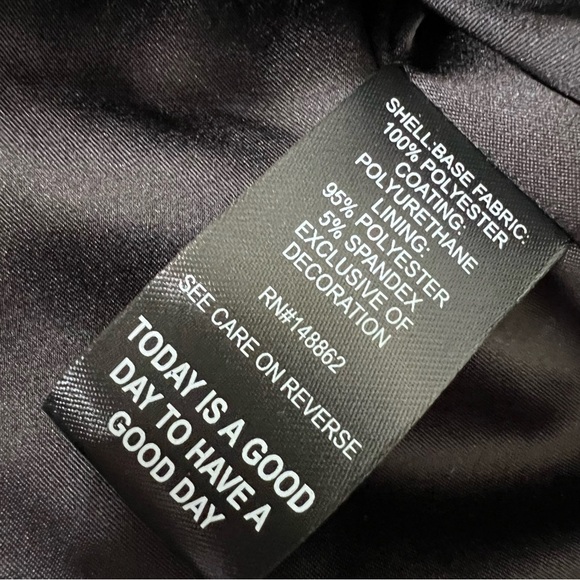 SHELL:BASE FABRIC:
100% POLYESTER
COATING:
POLYURETHANE
LINING:
95% POLYESTER
5% SPANDEX
EXCLUSIVE OF
DECORATION
RN#148862
SEE CARE ON REVERSE
TODAY IS A GOOD
DAY TO HAVE A
GOOD DAY